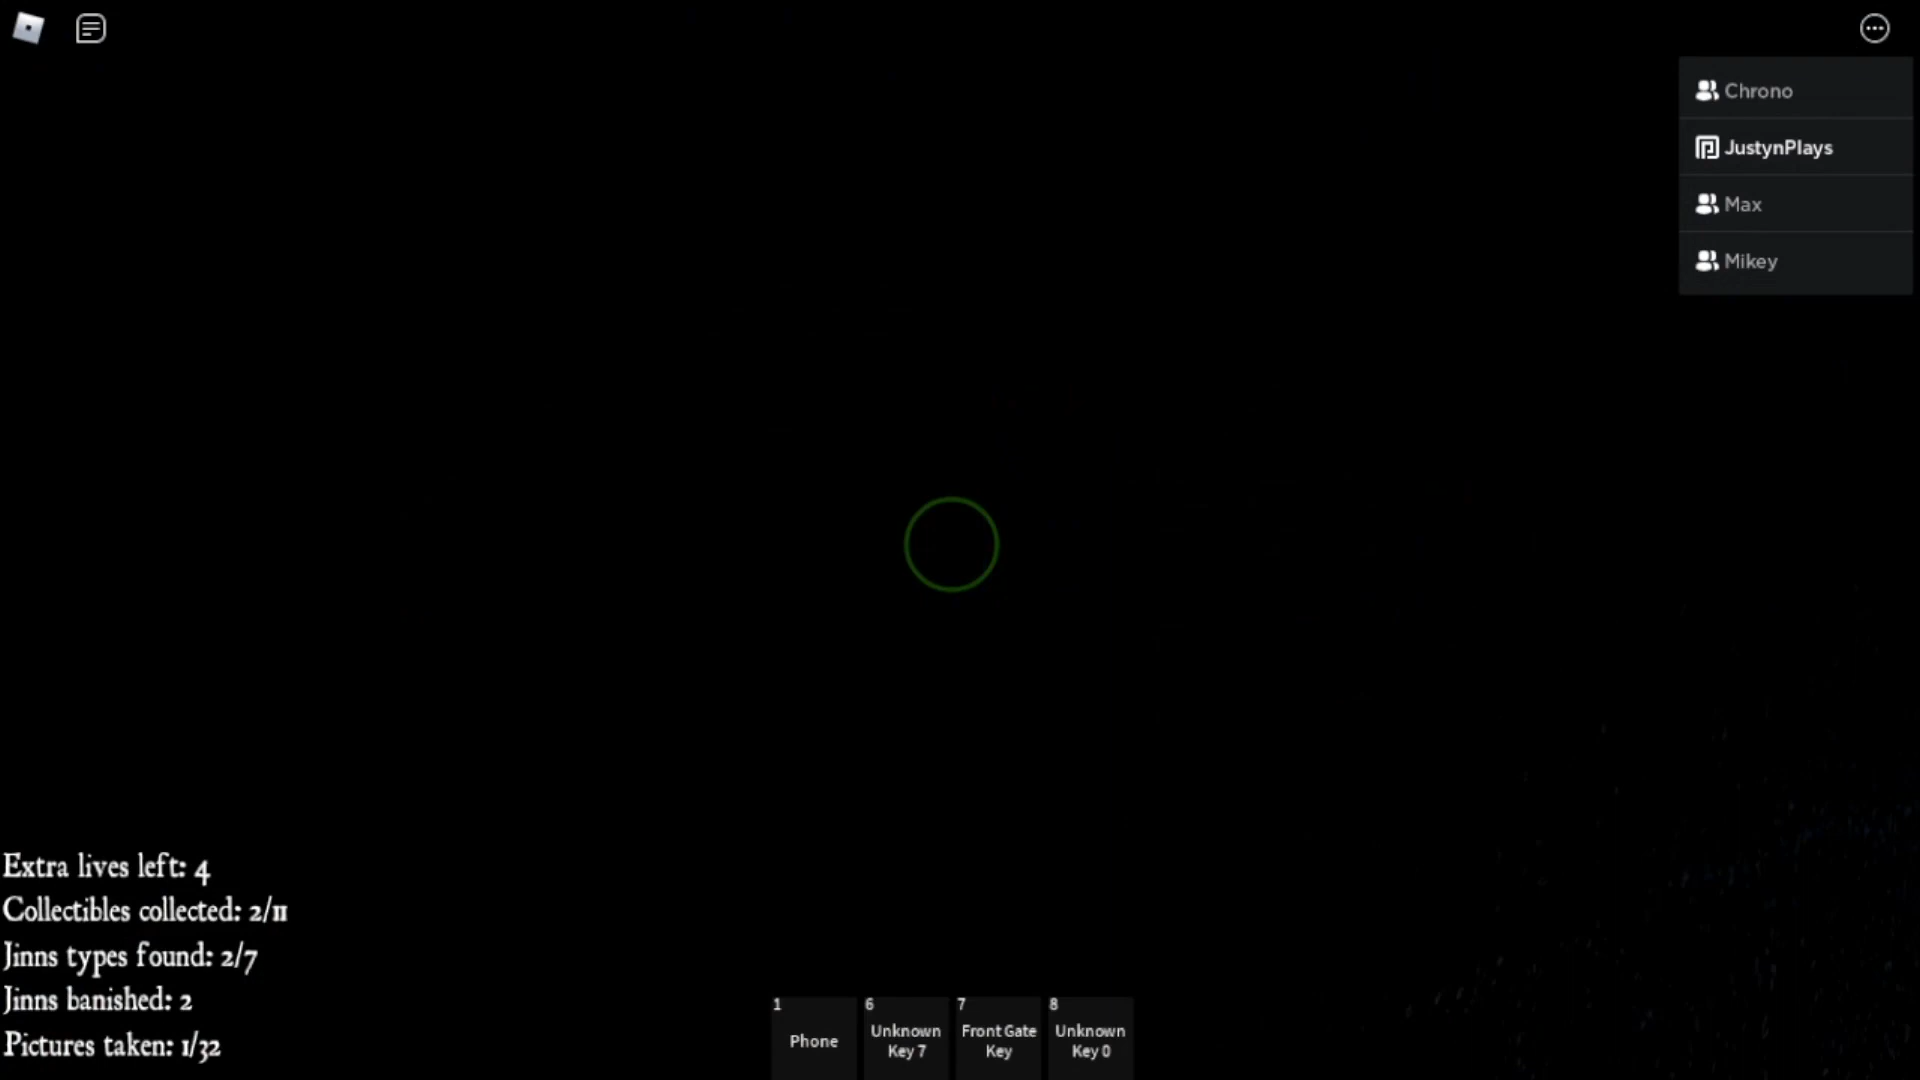 Chrono
JustynPlays
Max
Mikey
Extra lives left: 4
Collectibles collected: 2/11
Jinns types found: 2/7
Jinns banished: 2
Pictures taken: 1/32
1
Phone
6
Unknown
Key 7
7
Front Gate
Key
8
Unknown
Key 0